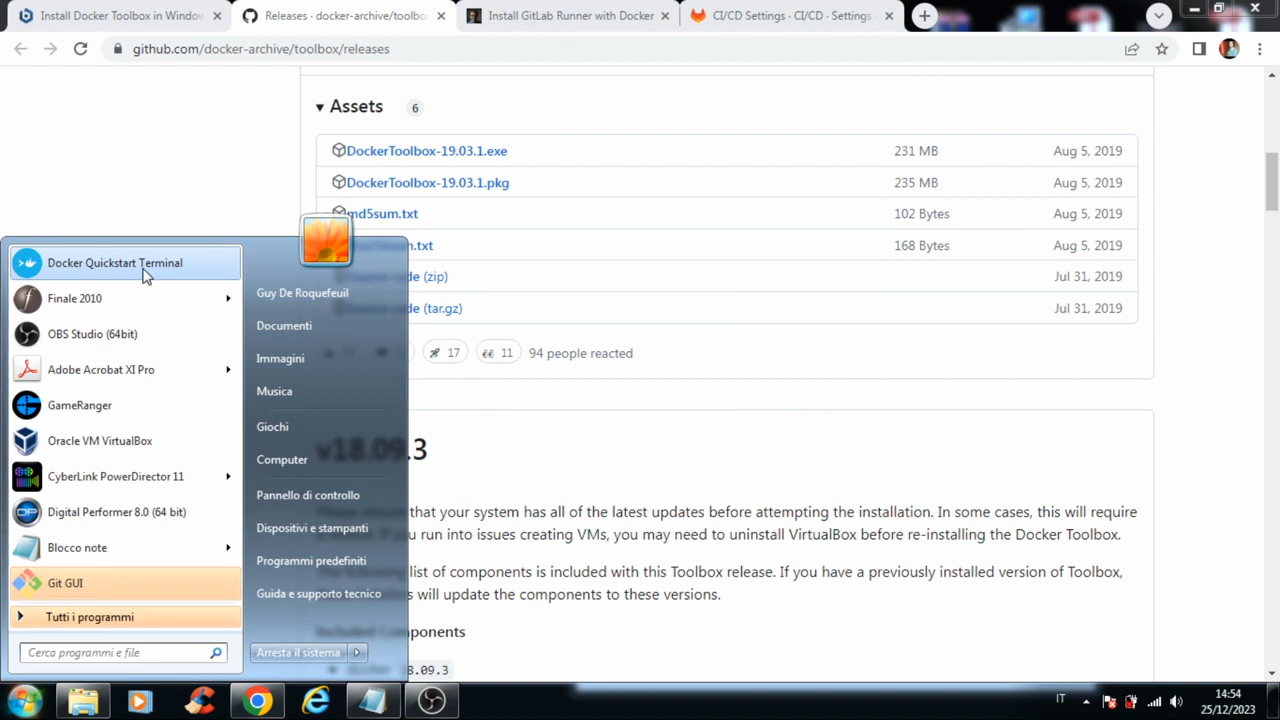 Install Docker Toolbox in Window
Releases · docker-archive/toolbo
Install GitLab Runner with Docker
CI/CD Settings · CI/CD · Settings
github.com/docker-archive/toolbox/releases
Assets 6
DockerToolbox-19.03.1.exe 231 MB Aug 5, 2019
DockerToolbox-19.03.1.pkg 235 MB Aug 5, 2019
md5sum.txt 102 Bytes Aug 5, 2019
.txt 168 Bytes Aug 5, 2019
(zip) Jul 31, 2019
(tar.gz) Jul 31, 2019
17 11 94 people reacted
v18.09.3
that your system has all of the latest updates before attempting the installation. In some cases, this will require
you run into issues creating VMs, you may need to uninstall VirtualBox before re-installing the Docker Toolbox.
list of components is included with this Toolbox release. If you have a previously installed version of Toolbox,
will update the components to these versions.
Included Components
18.09.3
Docker Quickstart Terminal
Finale 2010
OBS Studio (64bit)
Adobe Acrobat XI Pro
GameRanger
Oracle VM VirtualBox
CyberLink PowerDirector 11
Digital Performer 8.0 (64 bit)
Blocco note
Git GUI
Tutti i programmi
Cerca programmi e file
Guy De Roquefeuil
Documenti
Immagini
Musica
Giochi
Computer
Pannello di controllo
Dispositivi e stampanti
Programmi predefiniti
Guida e supporto tecnico
Arresta il sistema
IT
14:54
25/12/2023